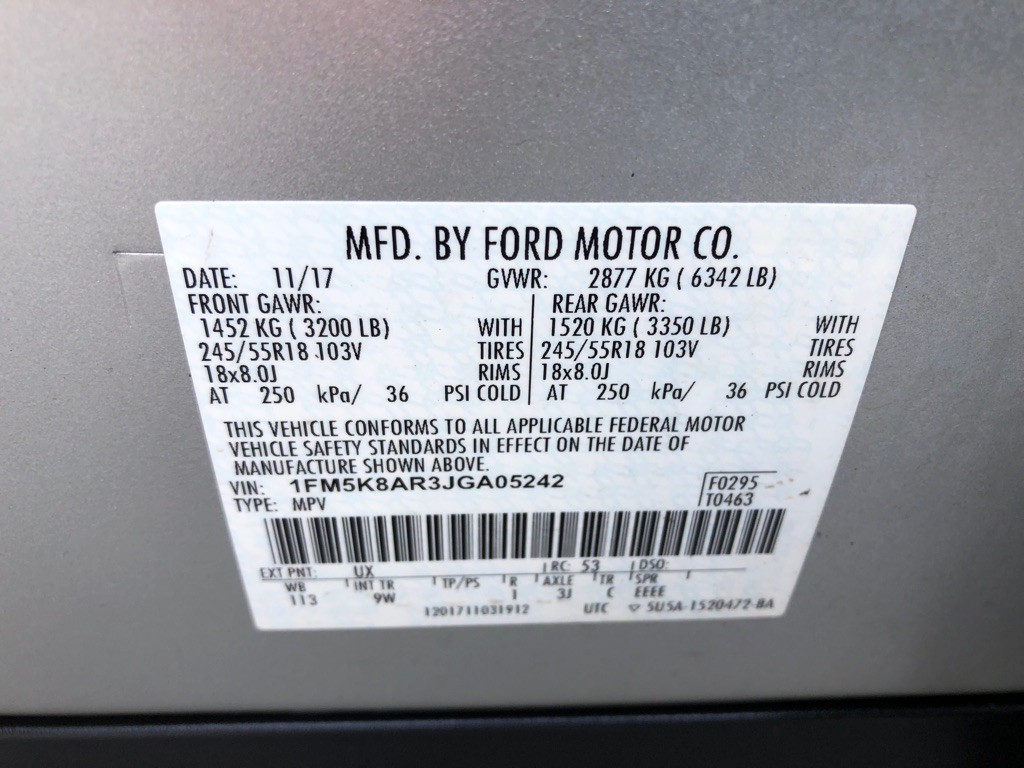 MFD. BY FORD MOTOR CO.
DATE: 11/17 GVWR: 2877 KG ( 6342 LB)
FRONT GAWR: REAR GAWR:
1452 KG ( 3200 LB) WITH 1520 KG ( 3350 LB) WITH
245/55R18 103V TIRES 245/55R18 103V TIRES
18x8.0J RIMS 18x8.0J RIMS
AT 250 kPa/ 36 PSI COLD AT 250 kPa/ 36 PSI COLD
THIS VEHICLE CONFORMS TO ALL APPLICABLE FEDERAL MOTOR
VEHICLE SAFETY STANDARDS IN EFFECT ON THE DATE OF
MANUFACTURE SHOWN ABOVE.
VIN: 1FM5K8AR3JGA05242 F0295
TYPE: MPV T0463
EXT PNT: UX RC: 53 DSO:
WB INT TR TP/PS R AXLE TR SPR
113 9W 1 3J C EEEE
1201711031912 UTC 5U5A-1520472-BA